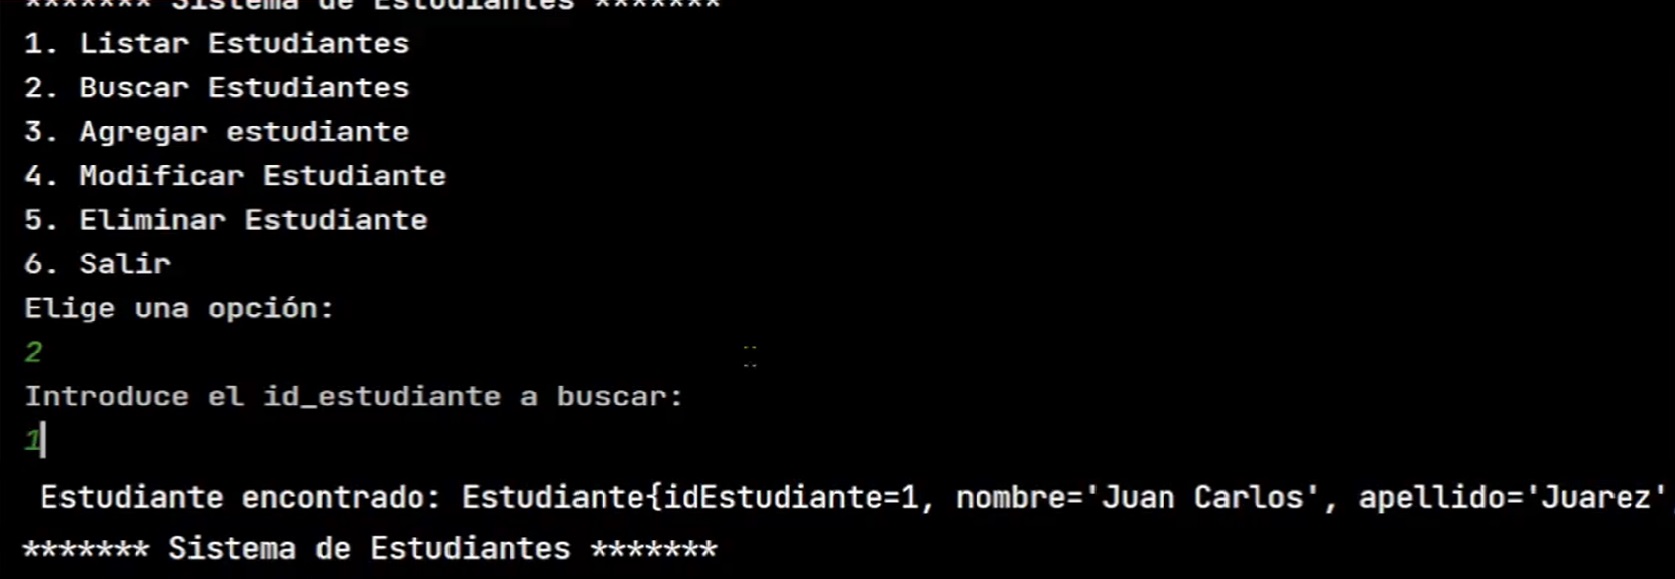 ******* Sistema de Estudiantes *******
1. Listar Estudiantes
2. Buscar Estudiantes
3. Agregar estudiante
4. Modificar Estudiante
5. Eliminar Estudiante
6. Salir
Elige una opción:
2
Introduce el id_estudiante a buscar:
1
Estudiante encontrado: Estudiante{idEstudiante=1, nombre='Juan Carlos', apellido='Juarez'
******* Sistema de Estudiantes *******